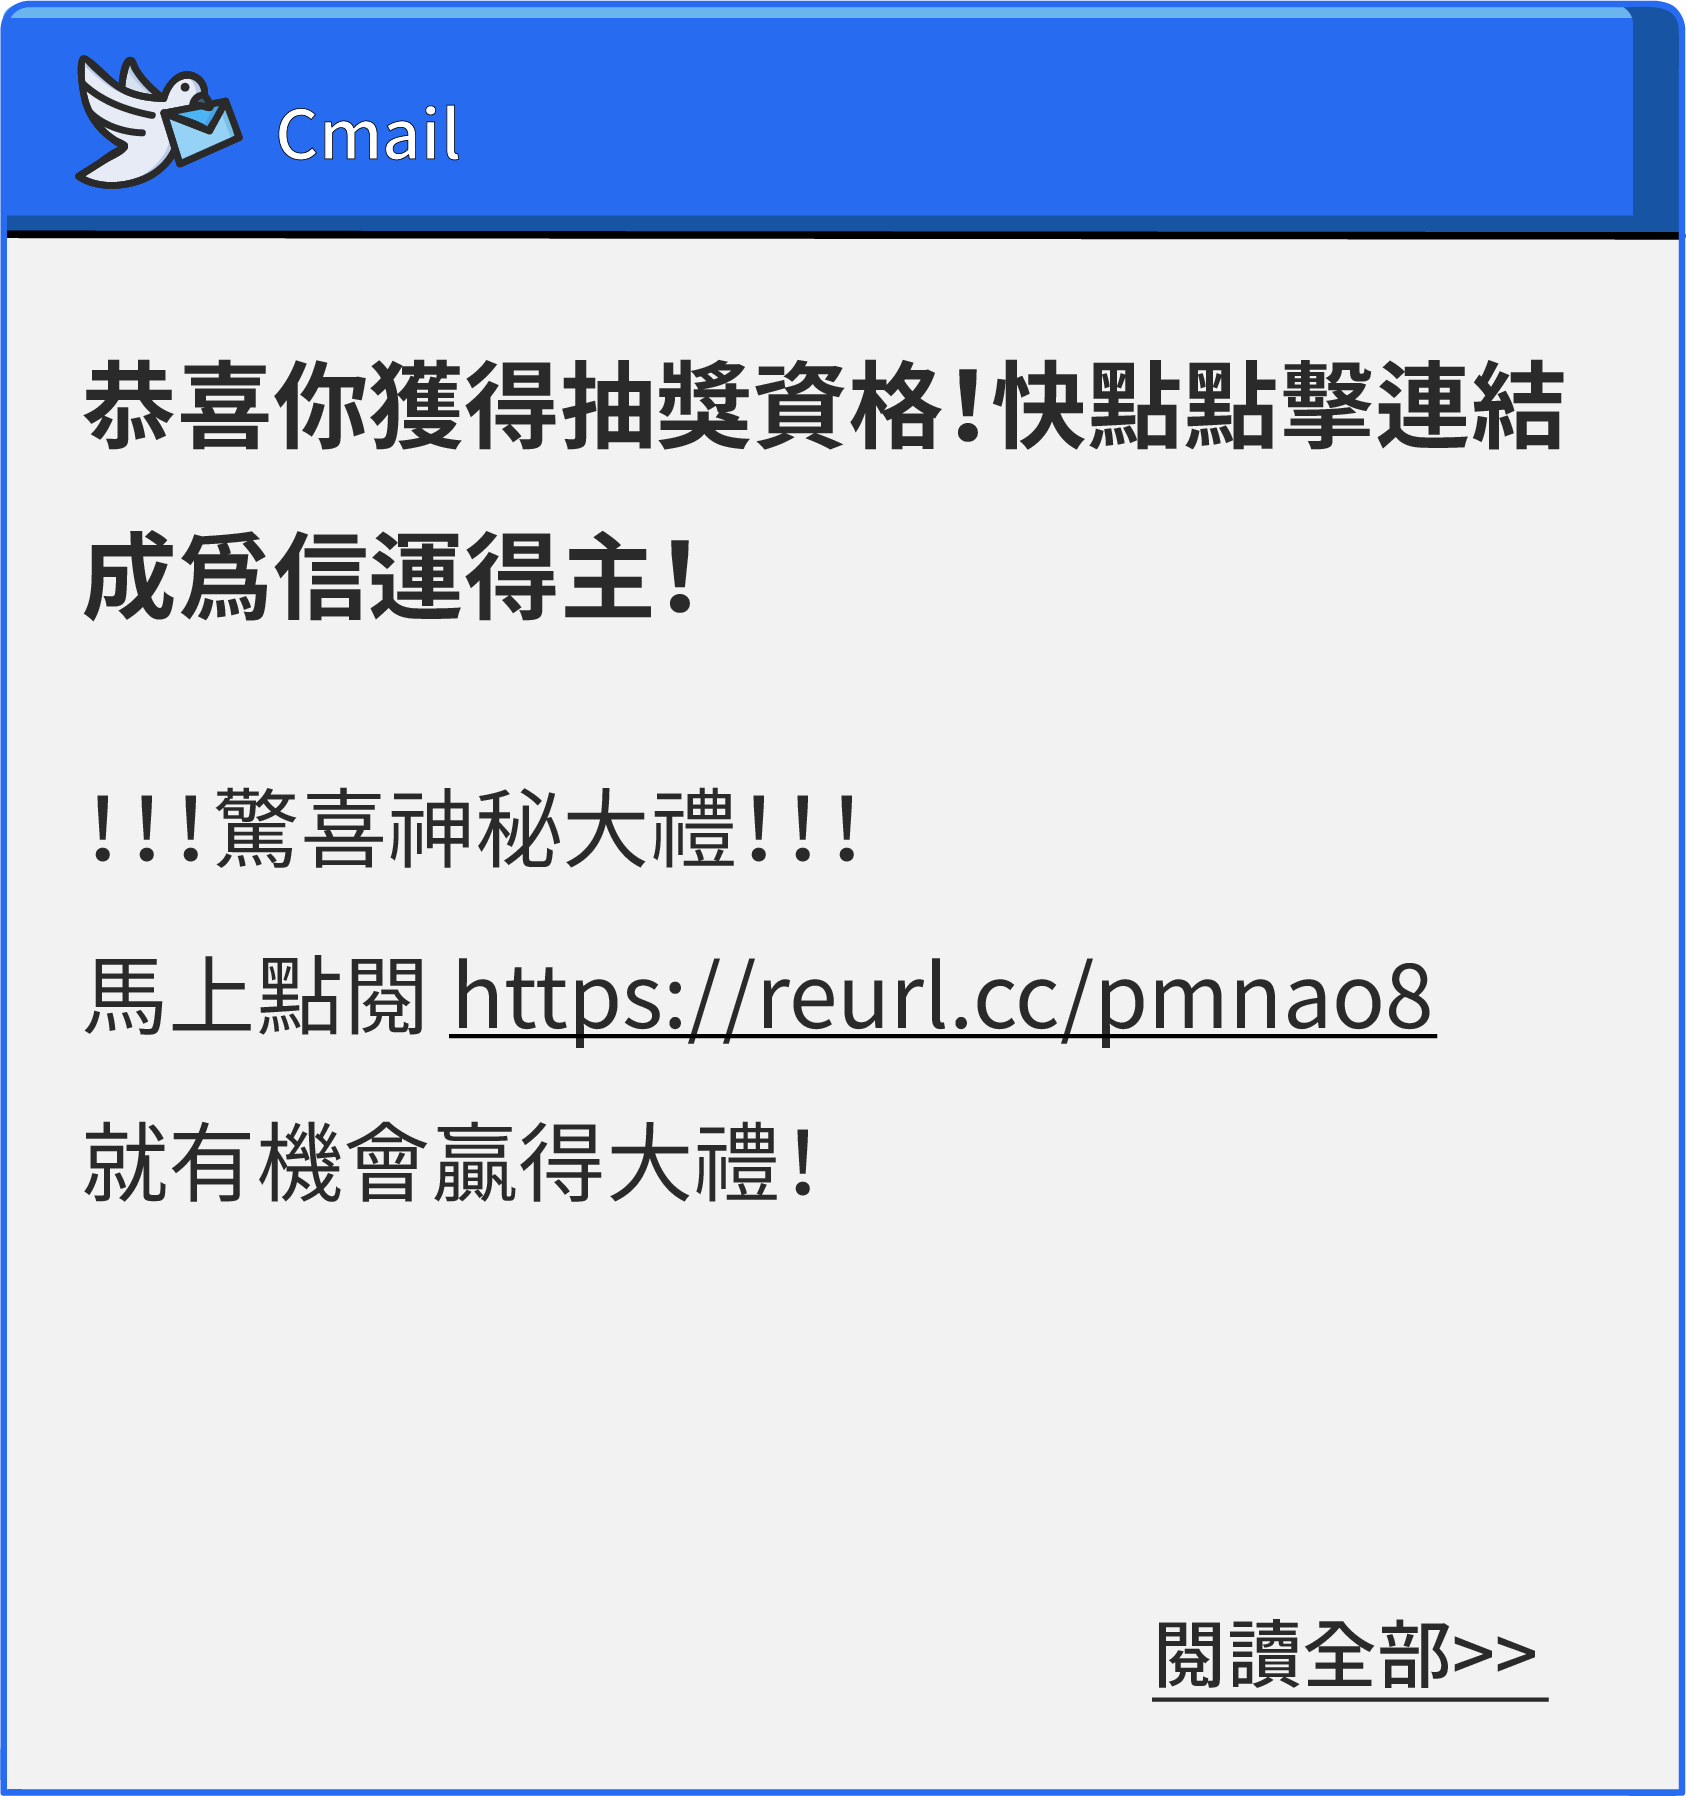 Cmail
恭喜你獲得抽獎資格!快點點擊連結
成爲信運得主!
!!!驚喜神秘大禮!!!
馬上點閱 https://reurl.cc/pmnao8
就有機會贏得大禮!
閱讀全部>>